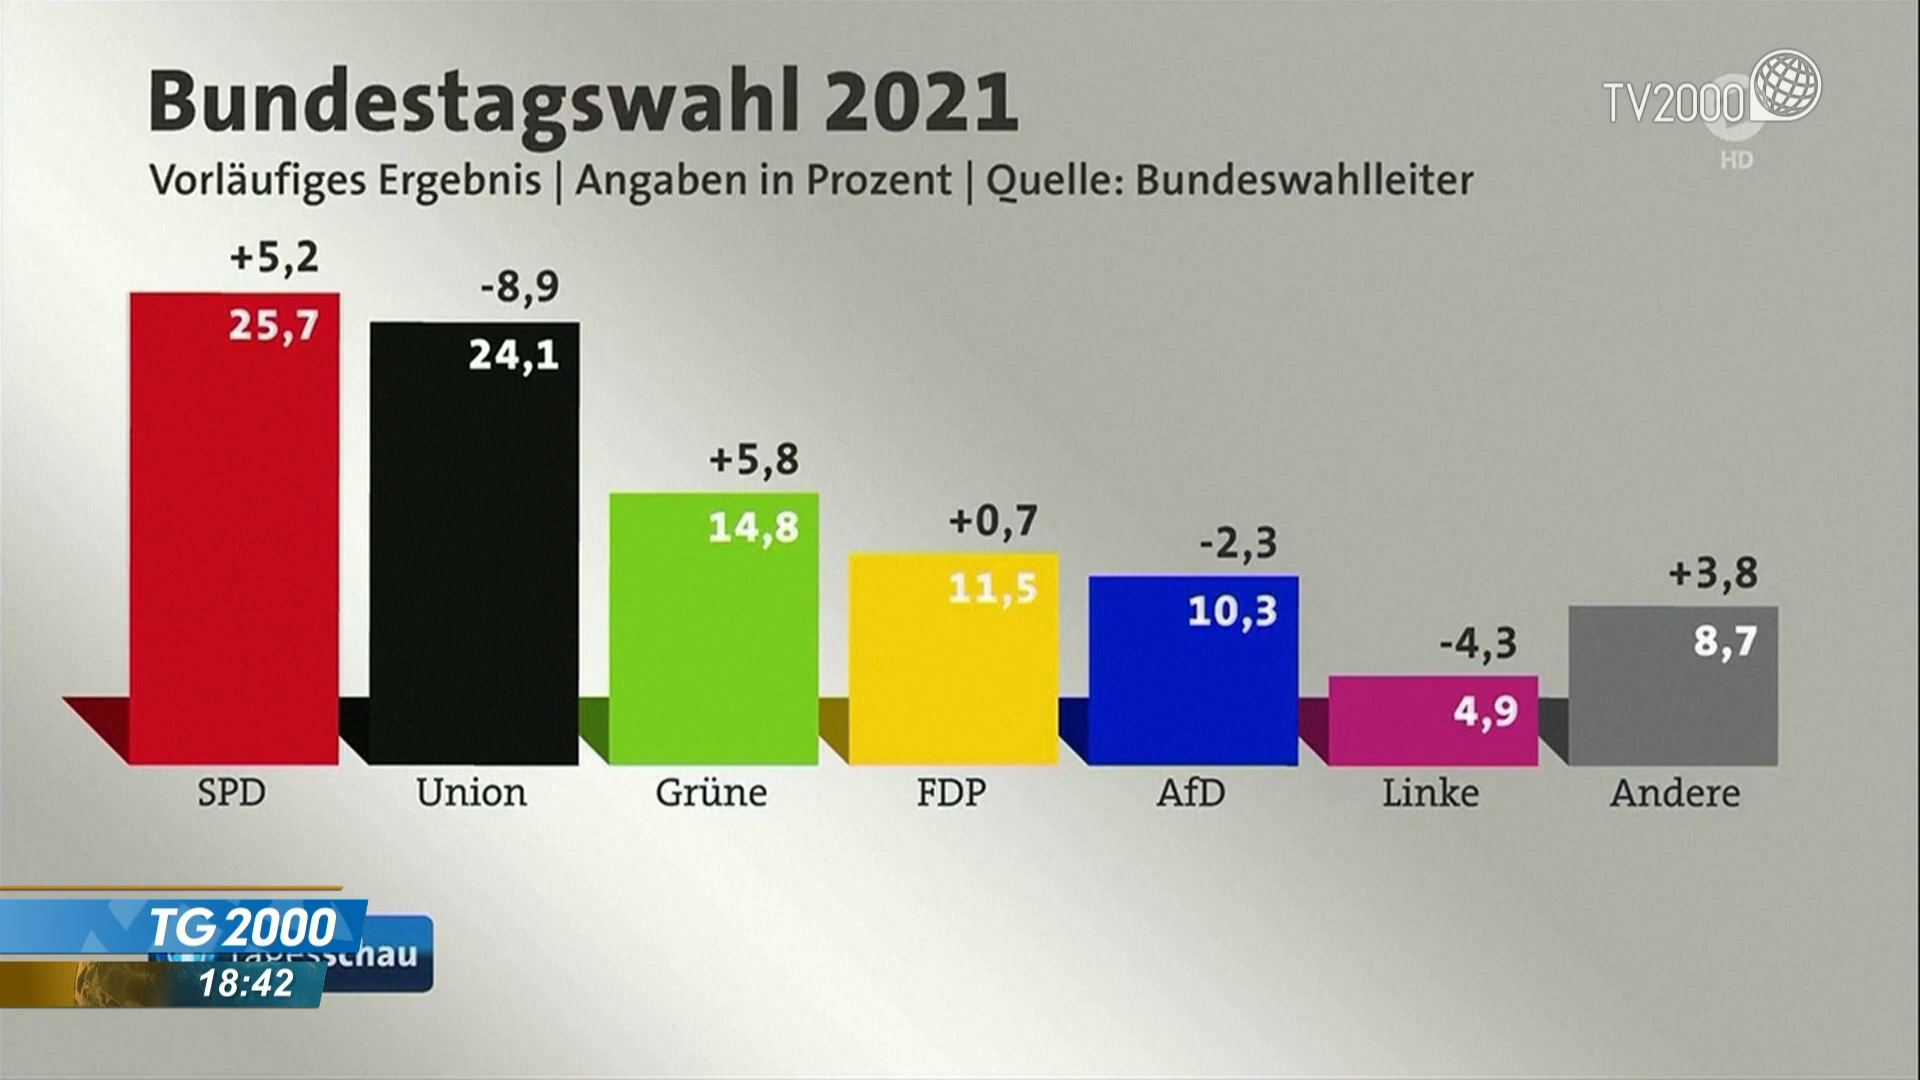 Bundestagswahl 2021
Vorläufiges Ergebnis | Angaben in Prozent | Quelle: Bundeswahlleiter
TV2000
HD
+5,2
25,7
-8,9
24,1
+5,8
14,8
+0,7
11,5
-2,3
10,3
-4,3
4,9
+3,8
8,7
SPD Union Grüne FDP AfD Linke Andere
TG 2000
tagesschau
18:42